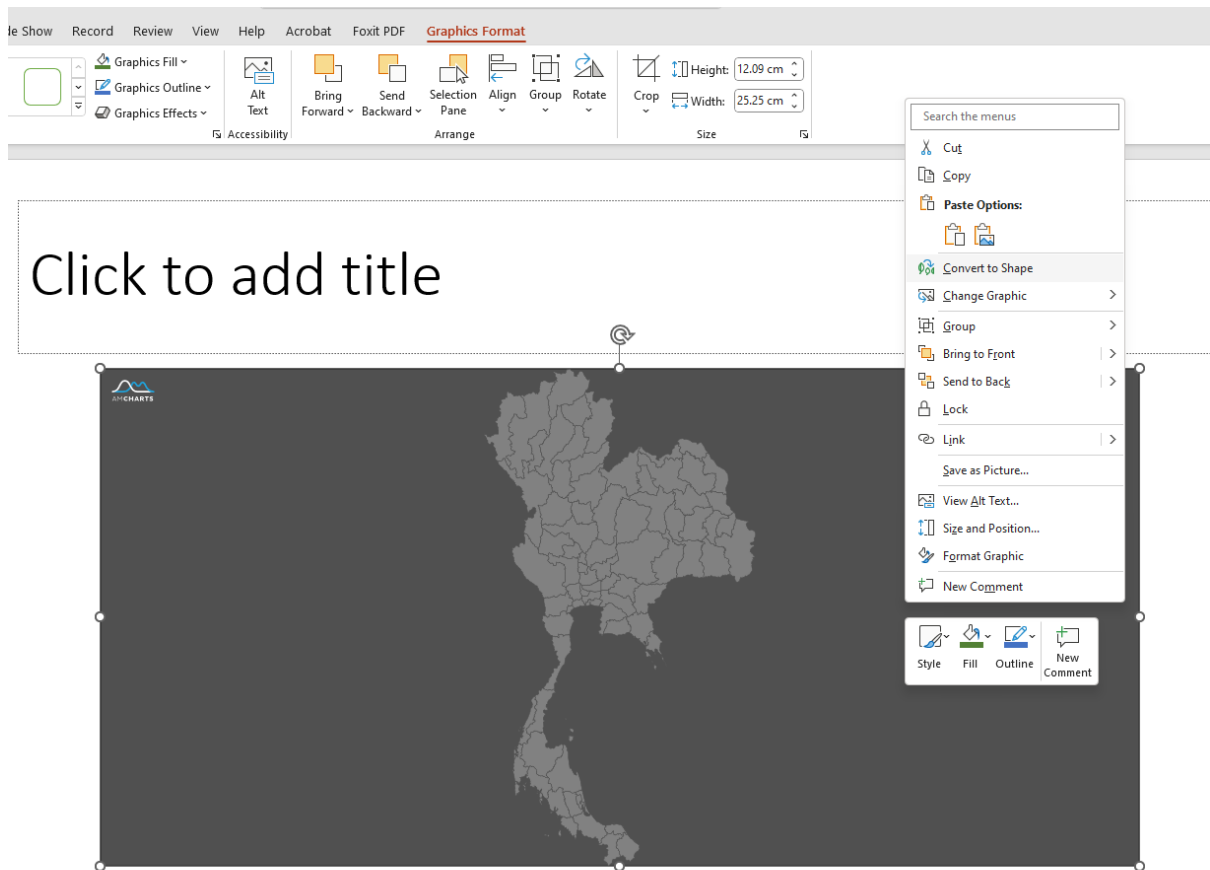 de Show Record Review View Help Acrobat Foxit PDF Graphics Format
Graphics Fill
Graphics Outline
Graphics Effects
Alt
Text
Accessibility
Bring
Forward
Send
Backward
Selection
Pane
Align
Group
Rotate
Arrange
Crop
Height: 12.09 cm
Width: 25.25 cm
Size
Search the menus
Cut
Copy
Paste Options:
Convert to Shape
Change Graphic
Group
Bring to Front
Send to Back
Lock
Link
Save as Picture...
View Alt Text...
Size and Position...
Format Graphic
New Comment
Style
Fill
Outline
New
Comment
Click to add title
AMCHARTS